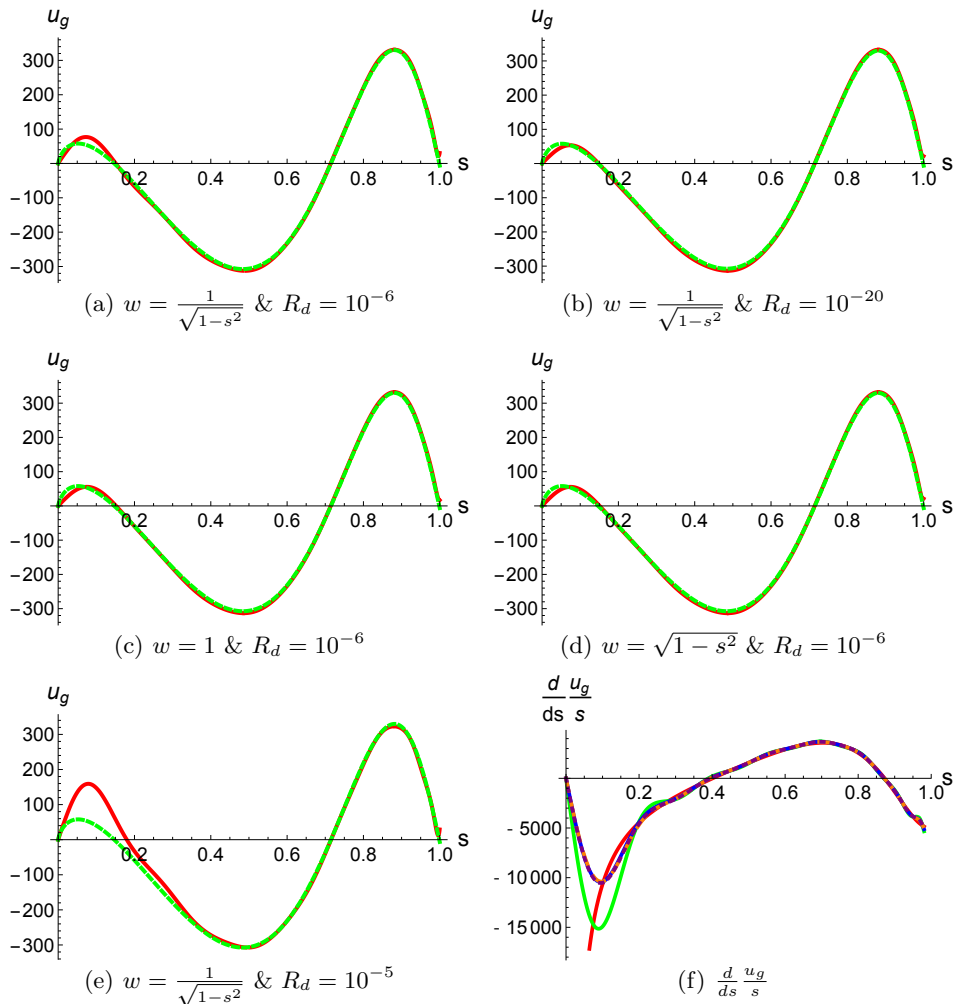 u_g
300
200
100
0
−100
−200
−300
0.2 0.4 0.6 0.8 1.0 s
(a) w = 1/√(1−s²) & R_d = 10^{−6}
u_g
300
200
100
0
−100
−200
−300
0.2 0.4 0.6 0.8 1.0 s
(b) w = 1/√(1−s²) & R_d = 10^{−20}
u_g
300
200
100
0
−100
−200
−300
0.2 0.4 0.6 0.8 1.0 s
(c) w = 1 & R_d = 10^{−6}
u_g
300
200
100
0
−100
−200
−300
0.2 0.4 0.6 0.8 1.0 s
(d) w = √(1−s²) & R_d = 10^{−6}
u_g
300
200
100
0
−100
−200
−300
0.2 0.4 0.6 0.8 1.0 s
(e) w = 1/√(1−s²) & R_d = 10^{−5}
d/ds u_g/s
0.2 0.4 0.6 0.8 1.0 s
- 5000
- 10 000
- 15 000
(f) d/ds u_g/s